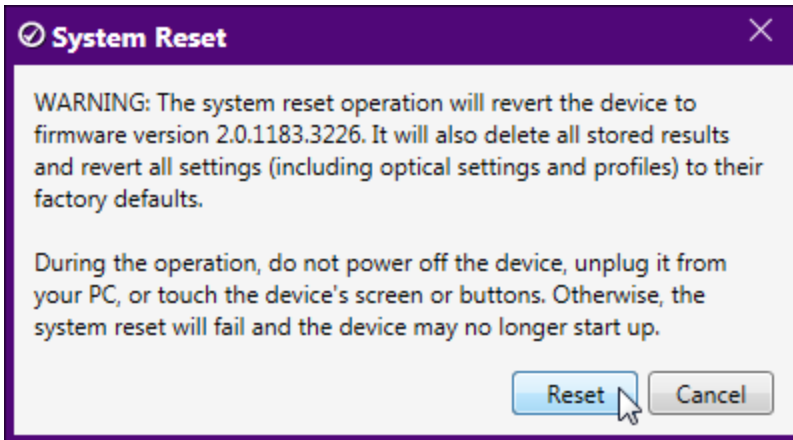 System Reset
WARNING: The system reset operation will revert the device to
firmware version 2.0.1183.3226. It will also delete all stored results
and revert all settings (including optical settings and profiles) to their
factory defaults.
During the operation, do not power off the device, unplug it from
your PC, or touch the device's screen or buttons. Otherwise, the
system reset will fail and the device may no longer start up.
Reset Cancel